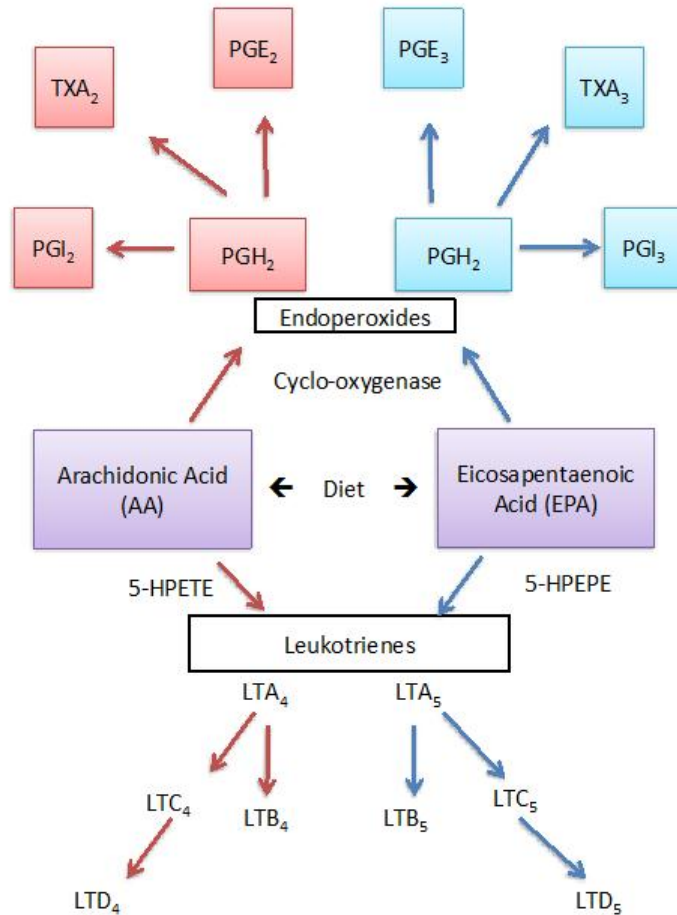 PGE₂
PGE₃
TXA₂
TXA₃
PGI₂
PGH₂
PGH₂
PGI₃
Endoperoxides
Cyclo-oxygenase
Arachidonic Acid
(AA)
🡸 Diet 🡺
Eicosapentaenoic
Acid (EPA)
5-HPETE
5-HPEPE
Leukotrienes
LTA₄
LTA₅
LTC₄
LTB₄
LTB₅
LTC₅
LTD₄
LTD₅